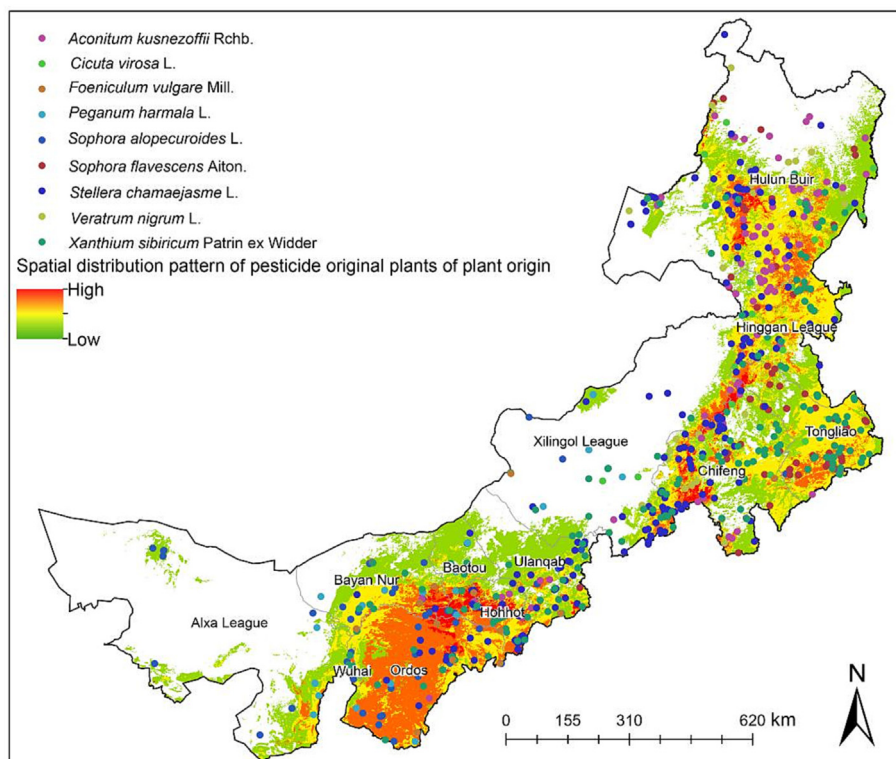 Aconitum kusnezoffii Rchb.
Cicuta virosa L.
Foeniculum vulgare Mill.
Peganum harmala L.
Sophora alopecuroides L.
Sophora flavescens Aiton.
Stellera chamaejasme L.
Veratrum nigrum L.
Xanthium sibiricum Patrin ex Widder
Spatial distribution pattern of pesticide original plants of plant origin
High
Low
Hulun Buir
Hinggan League
Xilingol League
Tongliao
Chifeng
Ulanqab
Baotou
Bayan Nur
Hohhot
Alxa League
Wuhai
Ordos
N
0 155 310 620 km